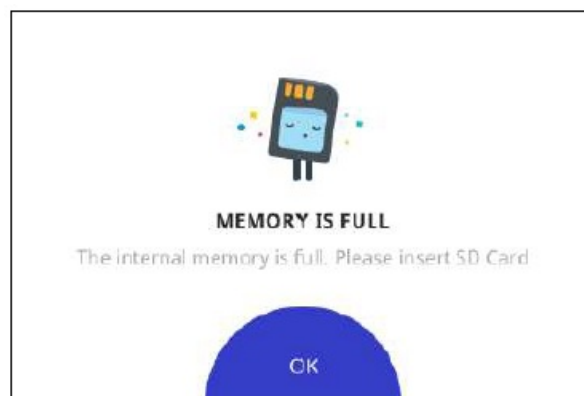 MEMORY IS FULL
The internal memory is full. Please insert SD Card
OK